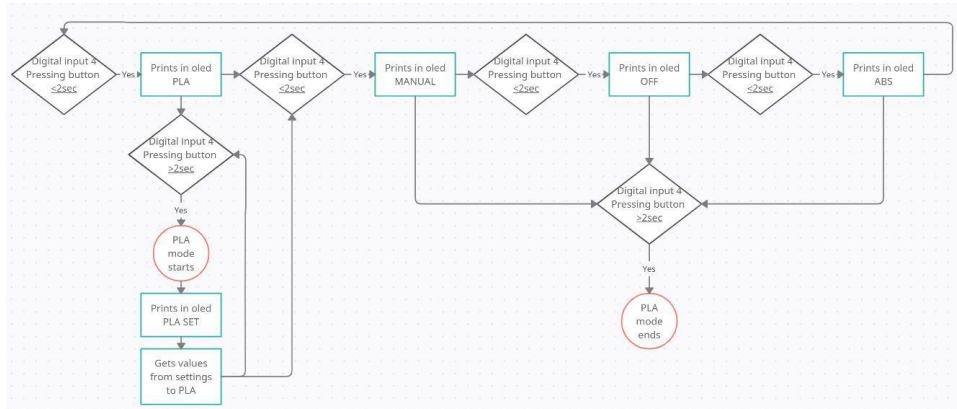 Digital input 4
Pressing button
<2sec
Yes
Prints in oled
PLA
Digital input 4
Pressing button
<2sec
Yes
Prints in oled
MANUAL
Digital input 4
Pressing button
<2sec
Yes
Prints in oled
OFF
Digital input 4
Pressing button
<2sec
Yes
Prints in oled
ABS
Digital input 4
Pressing button
>2sec
Yes
PLA
mode
starts
Prints in oled
PLA SET
Gets values
from settings
to PLA
Digital input 4
Pressing button
>2sec
Yes
PLA
mode
ends